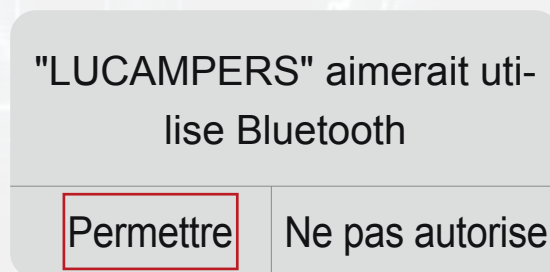 "LUCAMPERS" aimerait uti-
lise Bluetooth
Permettre
Ne pas autorise